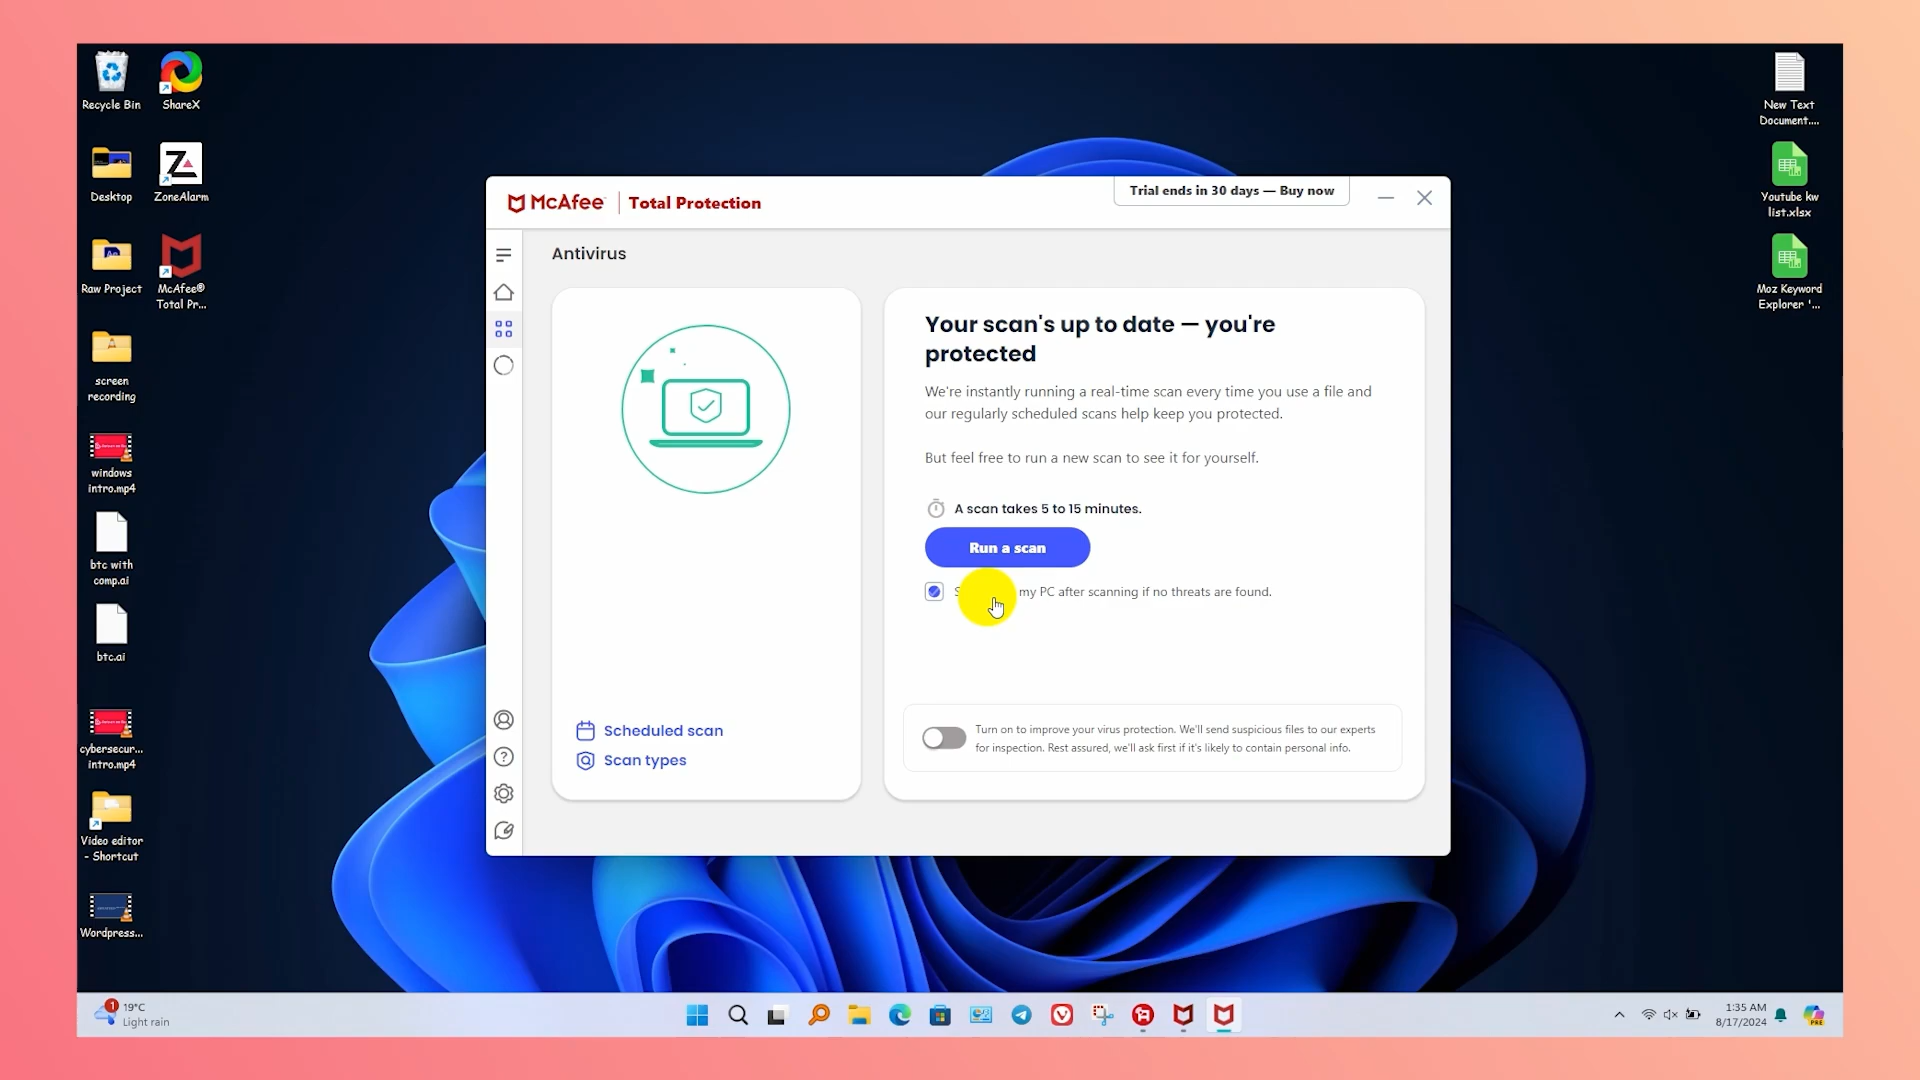 Recycle Bin
ShareX
Desktop
ZoneAlarm
Raw Project
McAfee®
Total Pr...
screen
recording
windows
intro.mp4
btc with
comp.ai
btc.ai
cybersecur...
intro.mp4
Video editor
- Shortcut
Wordpress...
New Text
Document....
Youtube kw
list.xlsx
Moz Keyword
Explorer '...
McAfee | Total Protection
Trial ends in 30 days — Buy now
Antivirus
Scheduled scan
Scan types
Your scan's up to date — you're
protected
We're instantly running a real-time scan every time you use a file and
our regularly scheduled scans help keep you protected.
But feel free to run a new scan to see it for yourself.
A scan takes 5 to 15 minutes.
Run a scan
my PC after scanning if no threats are found.
Turn on to improve your virus protection. We'll send suspicious files to our experts
for inspection. Rest assured, we'll ask first if it's likely to contain personal info.
1
19°C
Light rain
1:35 AM
8/17/2024
PRE